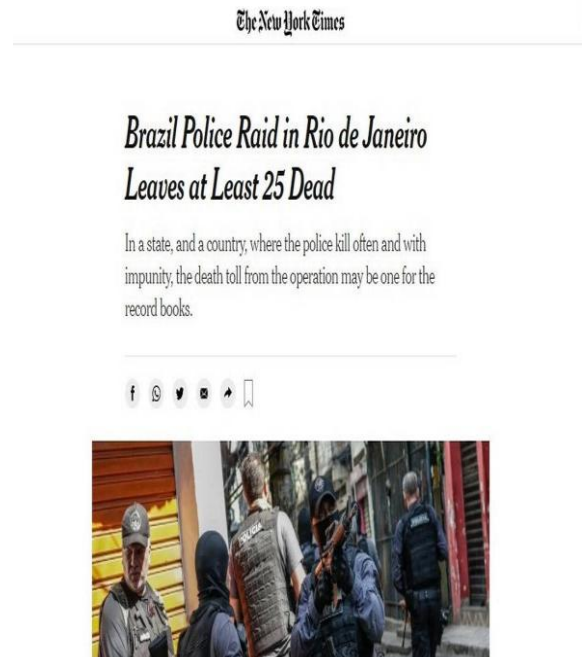 The New York Times
Brazil Police Raid in Rio de Janeiro
Leaves at Least 25 Dead
In a state, and a country, where the police kill often and with
impunity, the death toll from the operation may be one for the
record books.
POLICIA